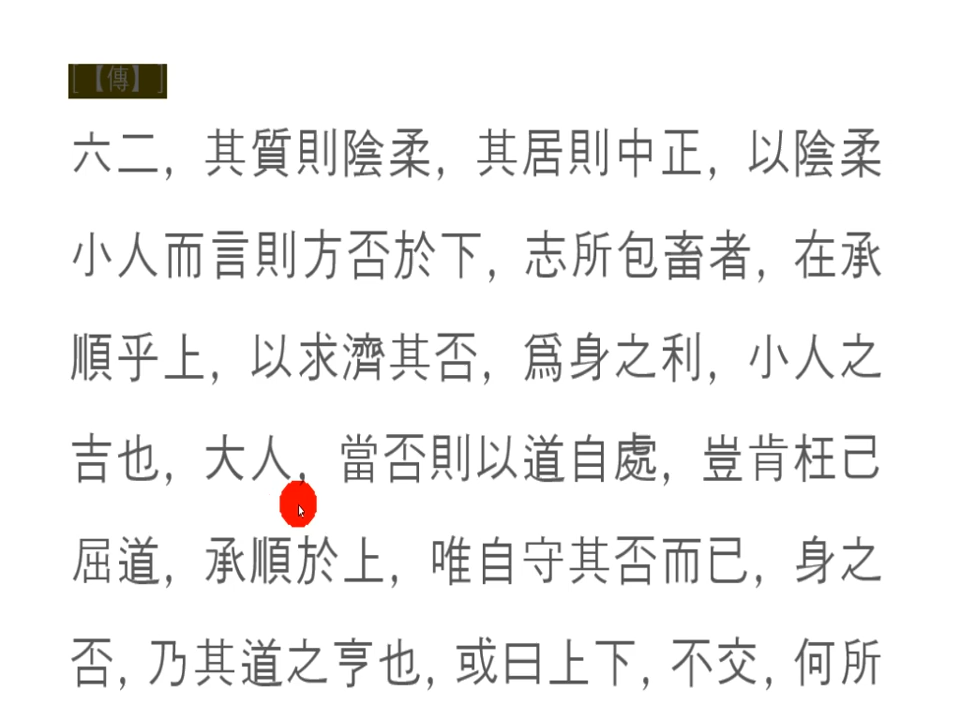 [【傳】]
六二, 其質則陰柔, 其居則中正, 以陰柔
小人而言則方否於下, 志所包畜者, 在承
順乎上, 以求濟其否, 爲身之利, 小人之
吉也, 大人, 當否則以道自處, 豈肯枉己
屈道, 承順於上, 唯自守其否而已, 身之
否, 乃其道之亨也, 或曰上下, 不交, 何所